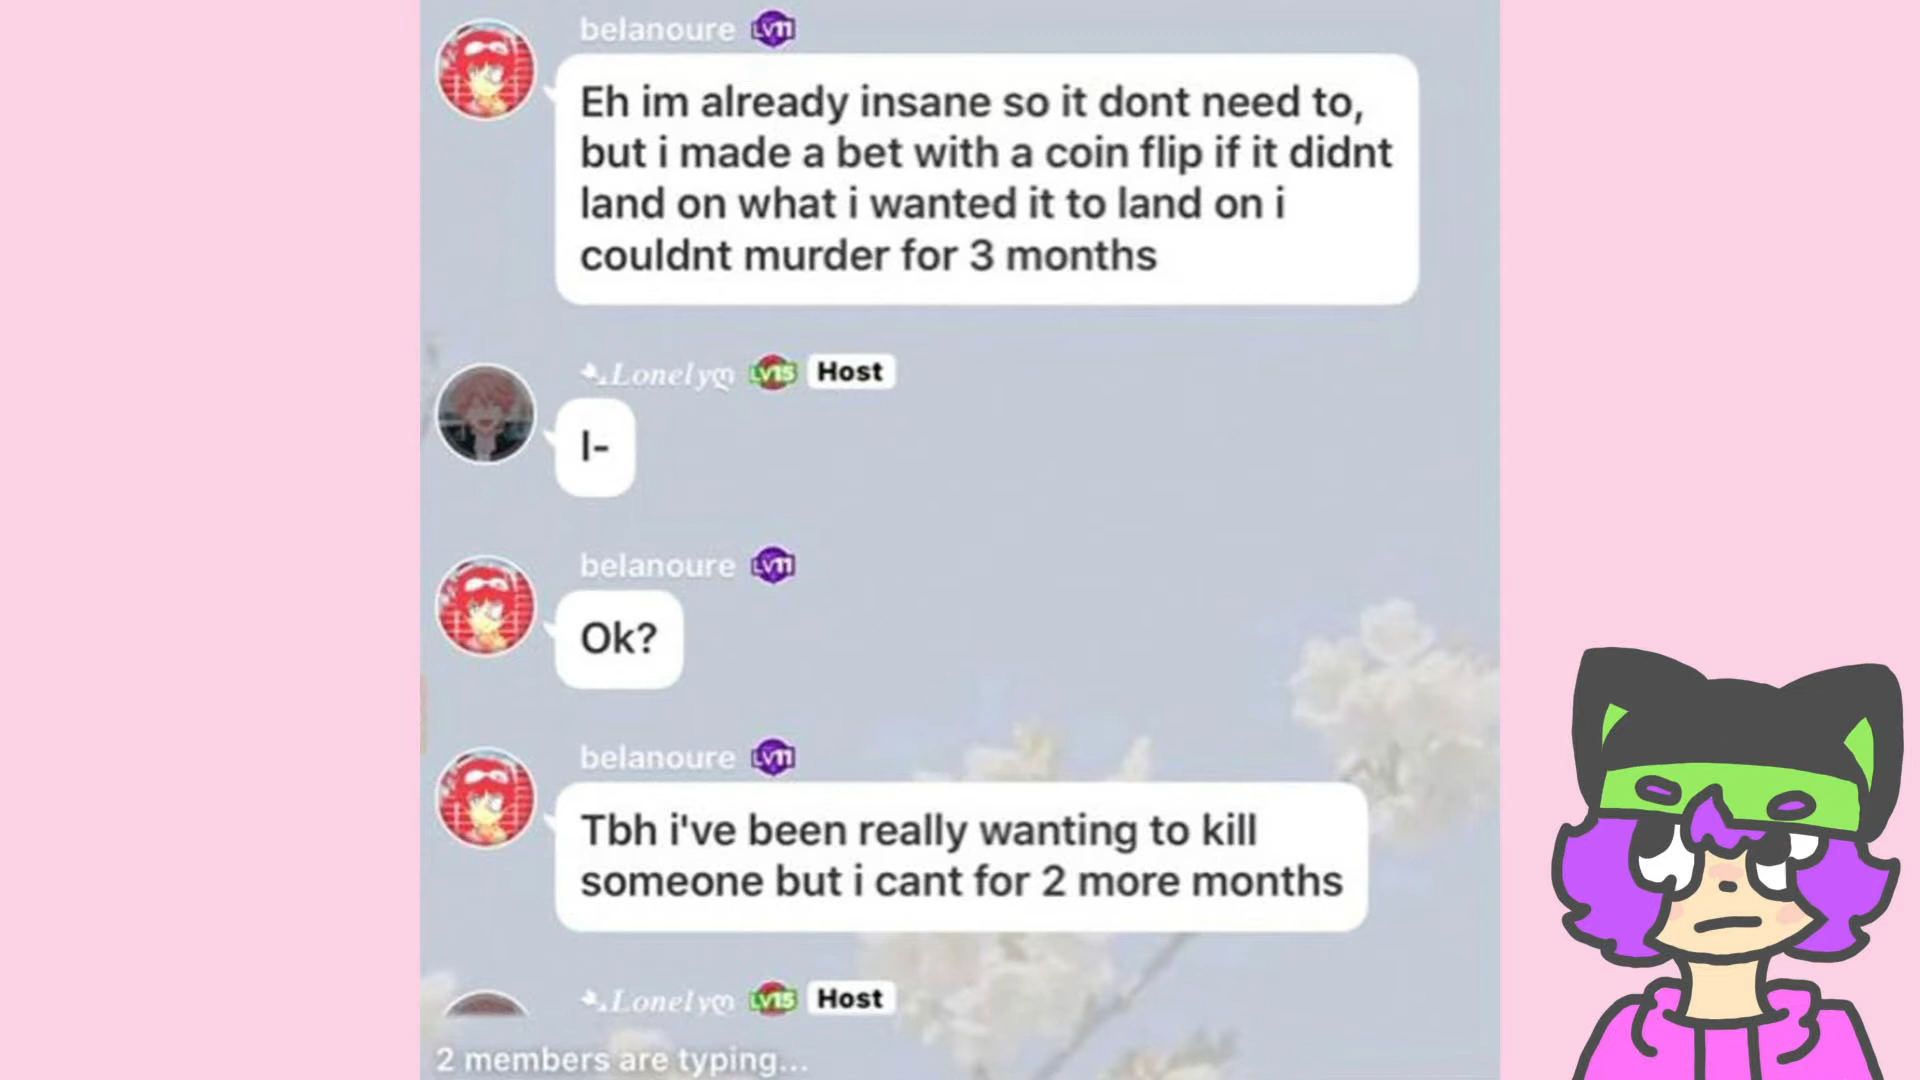 belanoure LV11
Eh im already insane so it dont need to,
but i made a bet with a coin flip if it didnt
land on what i wanted it to land on i
couldnt murder for 3 months
Lonely LV15 Host
I-
belanoure LV11
Ok?
belanoure LV11
Tbh i've been really wanting to kill
someone but i cant for 2 more months
Lonely LV15 Host
2 members are typing...